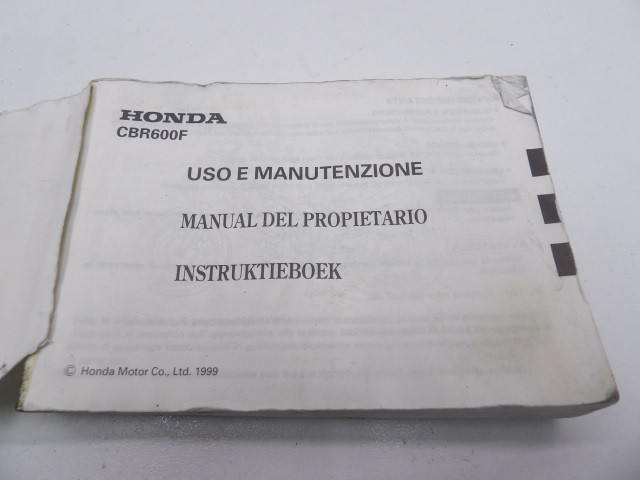 HONDA
CBR600F
USO E MANUTENZIONE
MANUAL DEL PROPIETARIO
INSTRUKTIEBOEK
© Honda Motor Co., Ltd. 1999